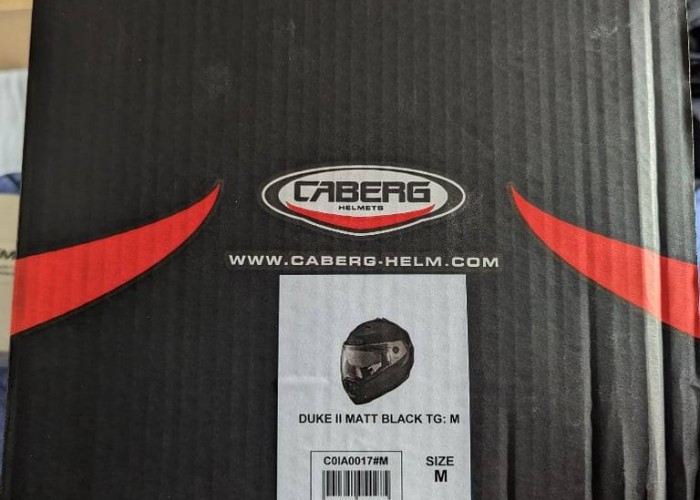 CABERG
HELMETS
WWW.CABERG-HELM.COM
DUKE II MATT BLACK TG: M
C0IA0017#M
SIZE
M